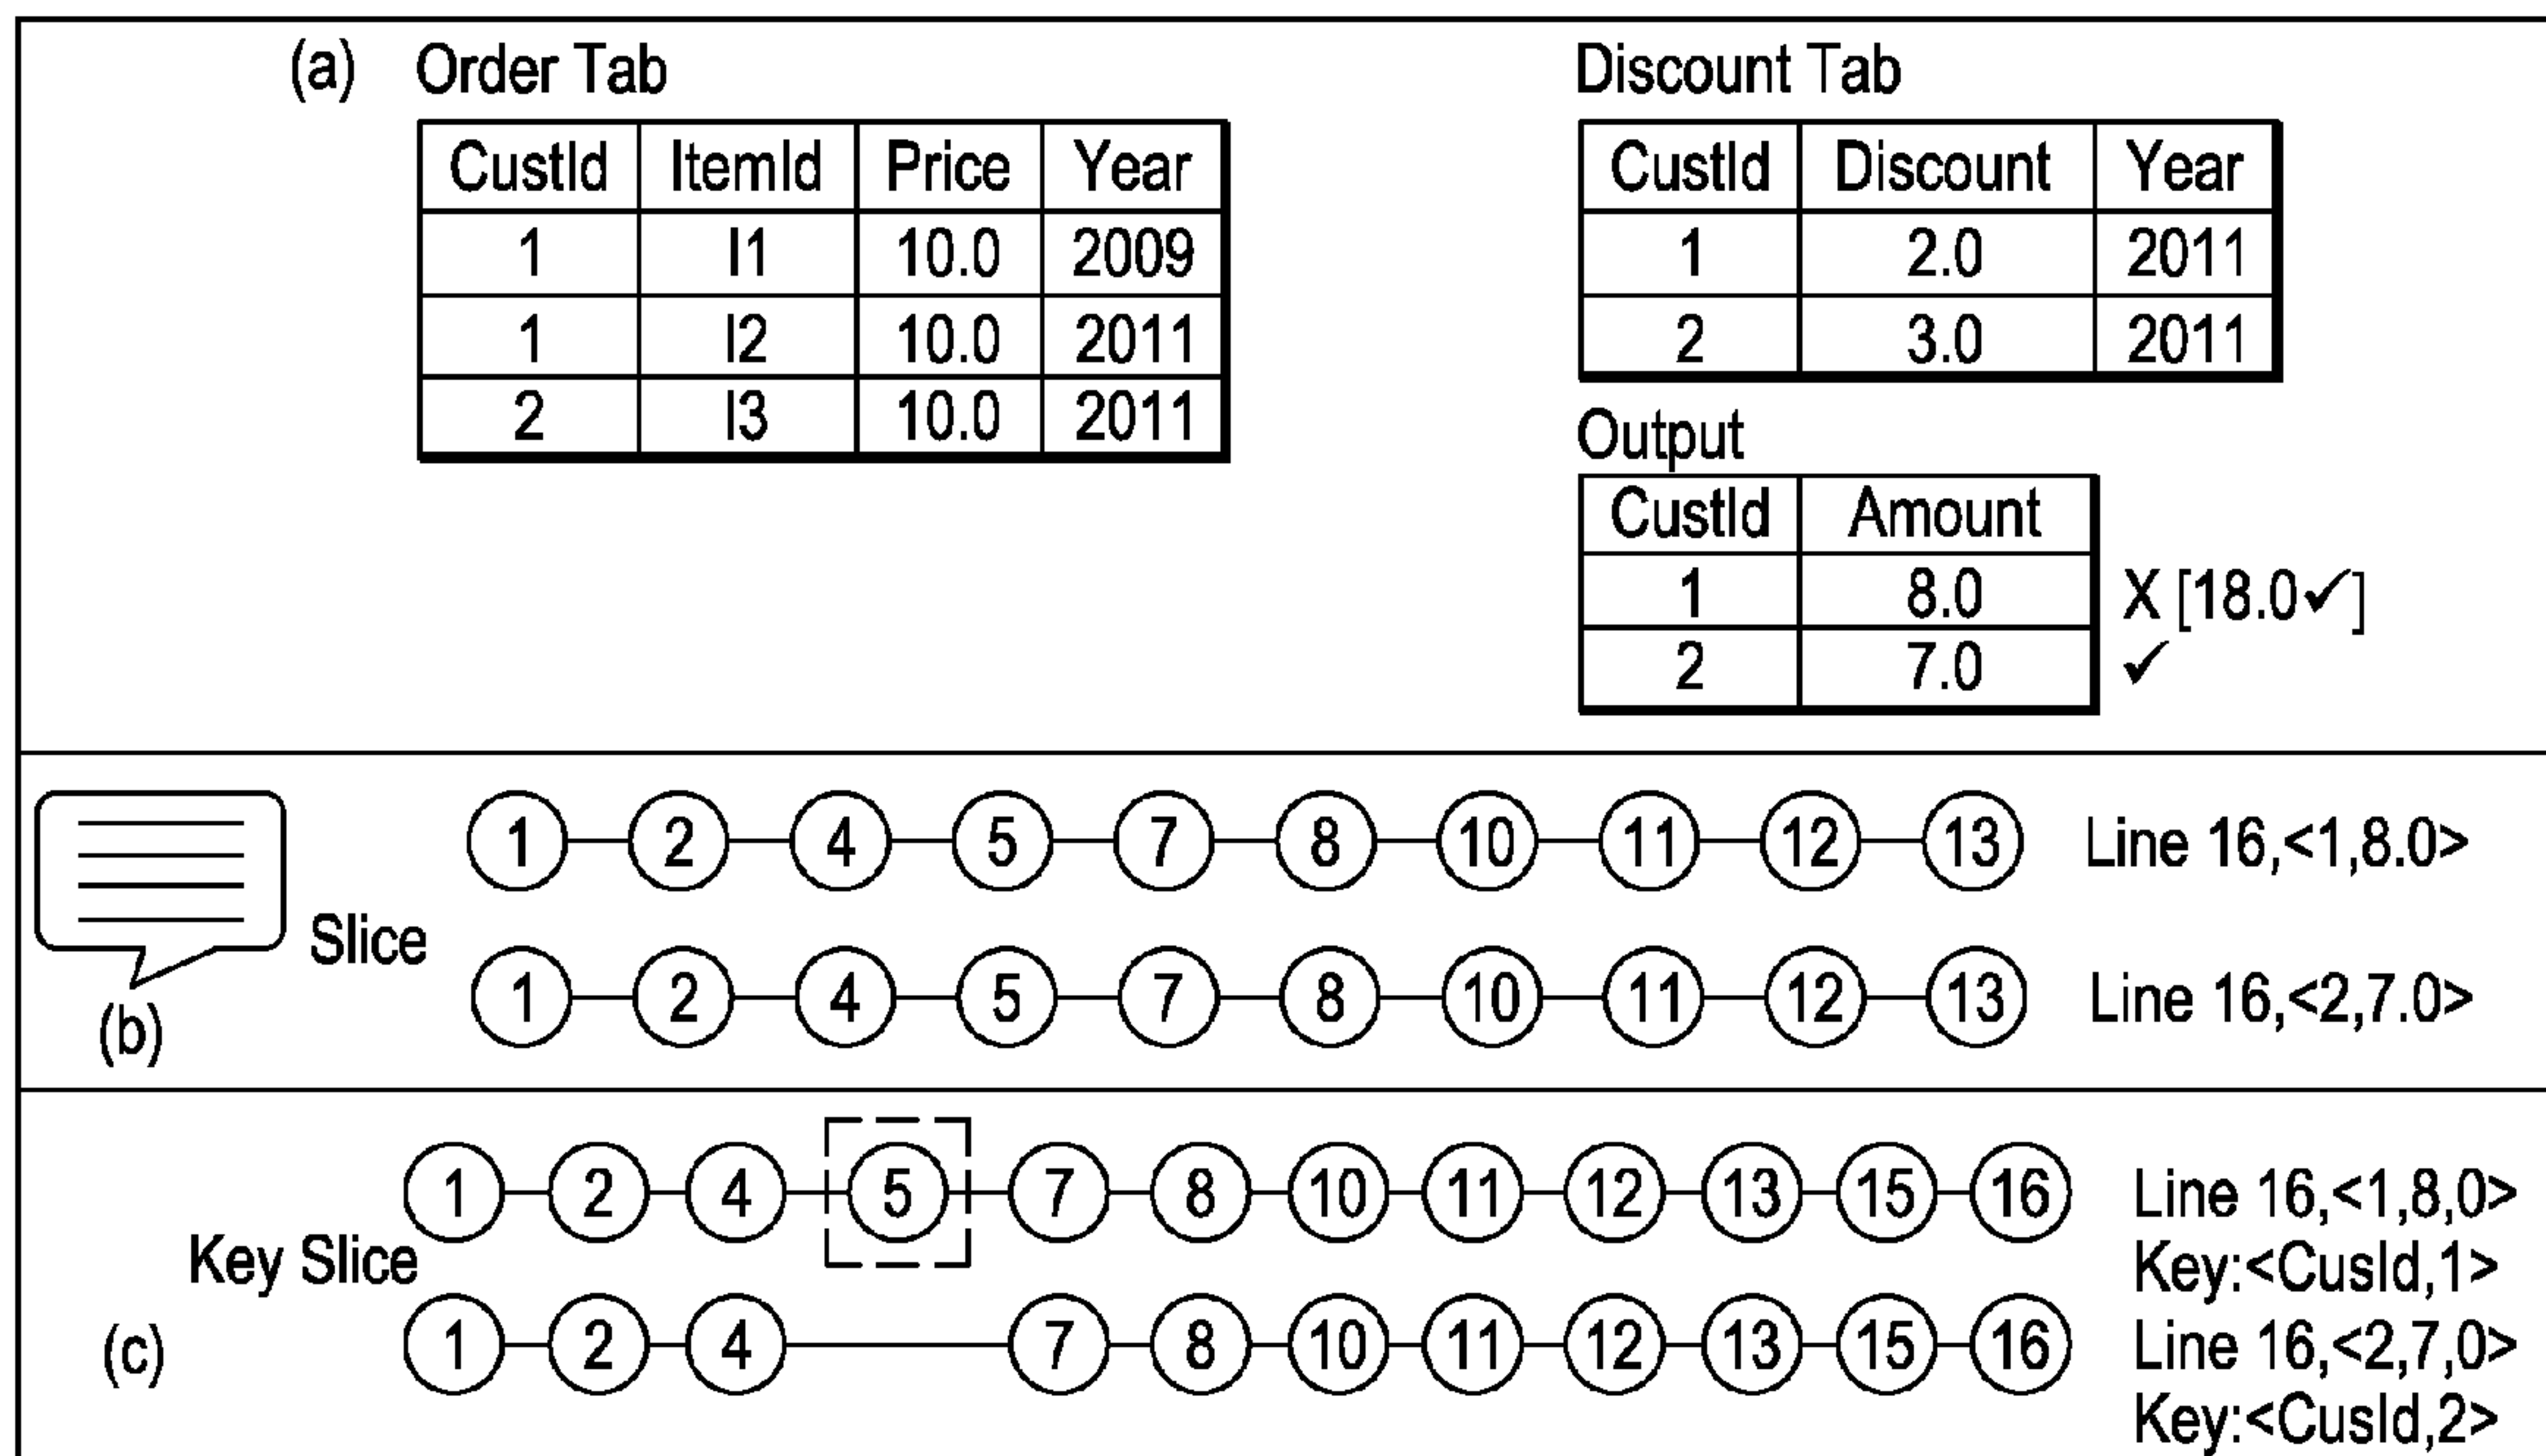 (a) Order Tab
CustId ItemId Price Year
1 I1 10.0 2009
1 I2 10.0 2011
2 I3 10.0 2011
Discount Tab
CustId Discount Year
1 2.0 2011
2 3.0 2011
Output
CustId Amount
1 8.0 X [18.0✓]
2 7.0 ✓
1 2 4 5 7 8 10 11 12 13 Line 16,<1,8.0>
Slice
1 2 4 5 7 8 10 11 12 13 Line 16,<2,7.0>
(b)
1 2 4 5 7 8 10 11 12 13 15 16 Line 16,<1,8,0>
Key Slice Key:<CusId,1>
(c) 1 2 4 7 8 10 11 12 13 15 16 Line 16,<2,7,0>
Key:<CusId,2>